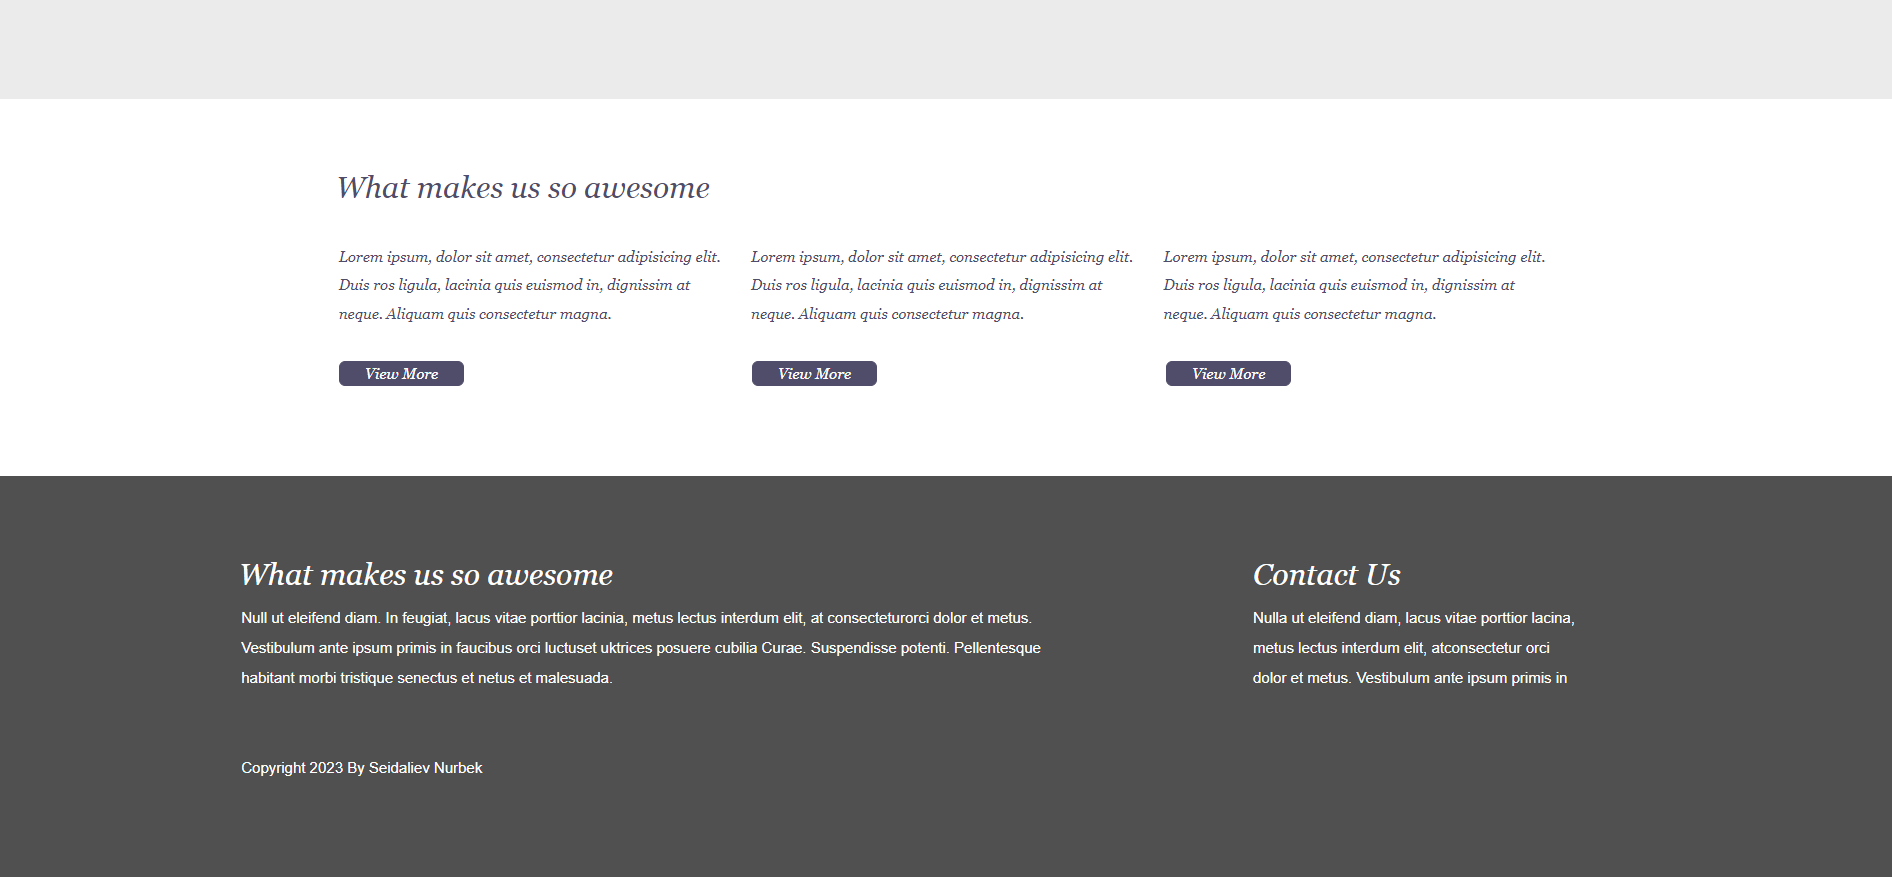 What makes us so awesome
Lorem ipsum, dolor sit amet, consectetur adipisicing elit.
Duis ros ligula, lacinia quis euismod in, dignissim at
neque. Aliquam quis consectetur magna.
View More
Lorem ipsum, dolor sit amet, consectetur adipisicing elit.
Duis ros ligula, lacinia quis euismod in, dignissim at
neque. Aliquam quis consectetur magna.
View More
Lorem ipsum, dolor sit amet, consectetur adipisicing elit.
Duis ros ligula, lacinia quis euismod in, dignissim at
neque. Aliquam quis consectetur magna.
View More
What makes us so awesome
Null ut eleifend diam. In feugiat, lacus vitae porttior lacinia, metus lectus interdum elit, at consecteturorci dolor et metus.
Vestibulum ante ipsum primis in faucibus orci luctuset uktrices posuere cubilia Curae. Suspendisse potenti. Pellentesque
habitant morbi tristique senectus et netus et malesuada.
Contact Us
Nulla ut eleifend diam, lacus vitae porttior lacina,
metus lectus interdum elit, atconsectetur orci
dolor et metus. Vestibulum ante ipsum primis in
Copyright 2023 By Seidaliev Nurbek